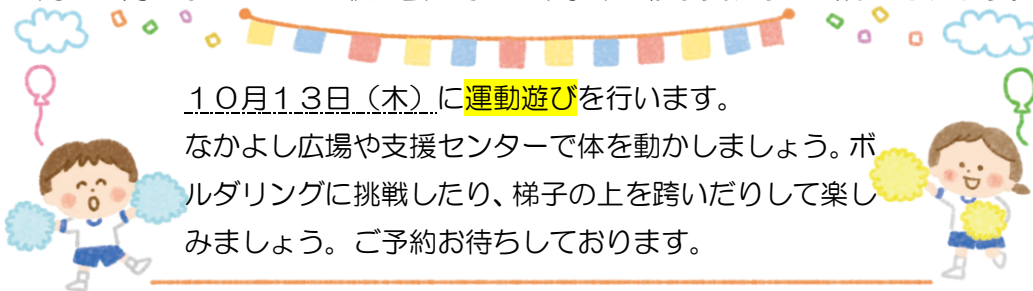 １０月１３日（木）に運動遊びを行います。
なかよし広場や支援センターで体を動かしましょう。ボ
ルダリングに挑戦したり、梯子の上を跨いだりして楽し
みましょう。ご予約お待ちしております。